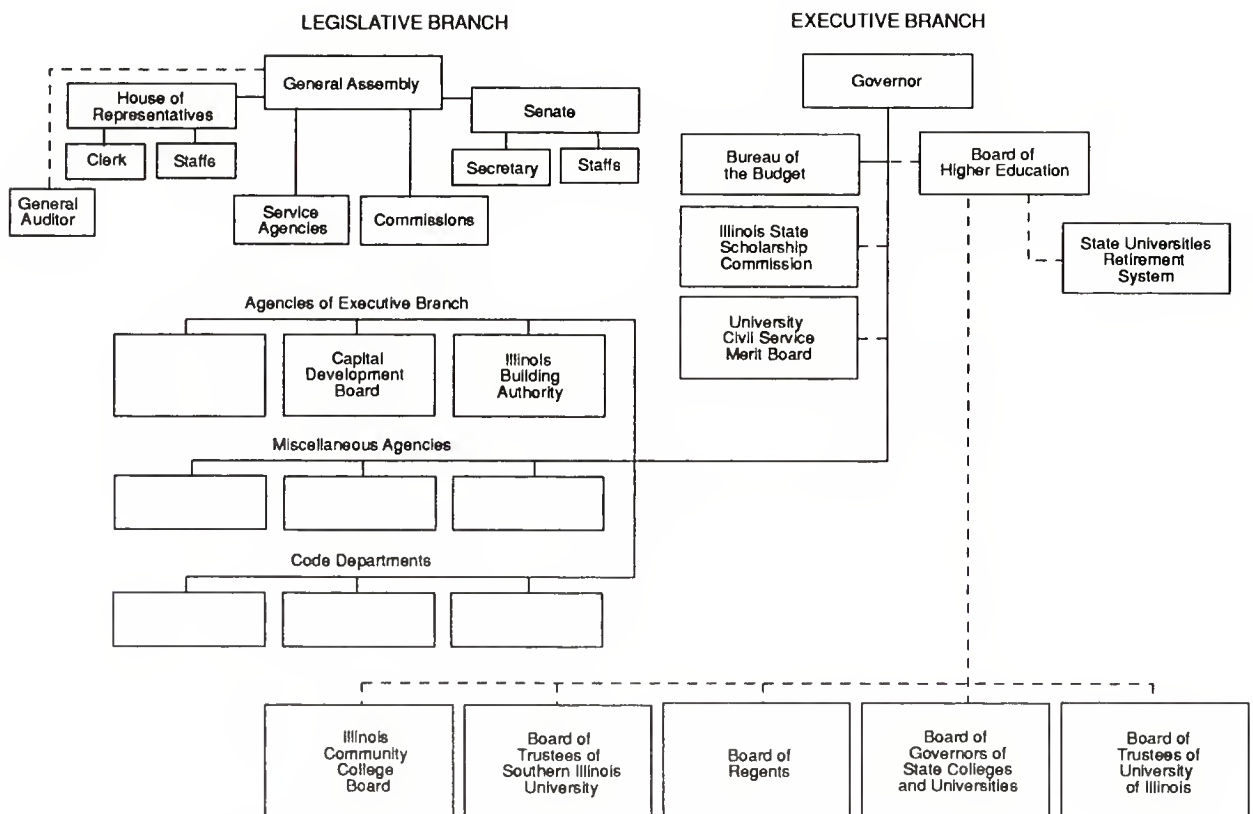 LEGISLATIVE BRANCH
EXECUTIVE BRANCH
General Assembly
House of
Representatives
Senate
Clerk
Staffs
Secretary
Staffs
General
Auditor
Service
Agencies
Commissions
Governor
Bureau of
the Budget
Board of
Higher Education
Illinois State
Scholarship
Commission
State Universities
Retirement
System
University
Civil Service
Merit Board
Agencies of Executive Branch
Capital
Development
Board
Illinois
Building
Authority
Miscellaneous Agencies
Code Departments
Illinois
Community
College
Board
Board of
Trustees of
Southern Illinois
University
Board of
Regents
Board of
Governors of
State Colleges
and Universities
Board of
Trustees of
University
of Illinois